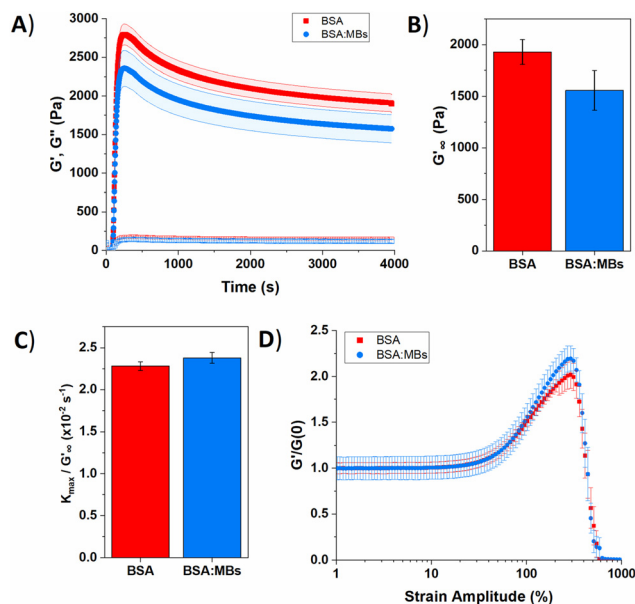 A)
3000
2500
2000
1500
1000
500
0
G', G'' (Pa)
BSA
BSA:MBs
0 1000 2000 3000 4000
Time (s)
B)
2000
1500
1000
500
0
G'∞ (Pa)
BSA BSA:MBs
C)
2.5
2.0
1.5
1.0
0.5
0.0
Kmax / G'∞ (x10⁻² s⁻¹)
BSA BSA:MBs
D)
2.5
2.0
1.5
1.0
0.5
0.0
G'/G(0)
BSA
BSA:MBs
1 10 100 1000
Strain Amplitude (%)